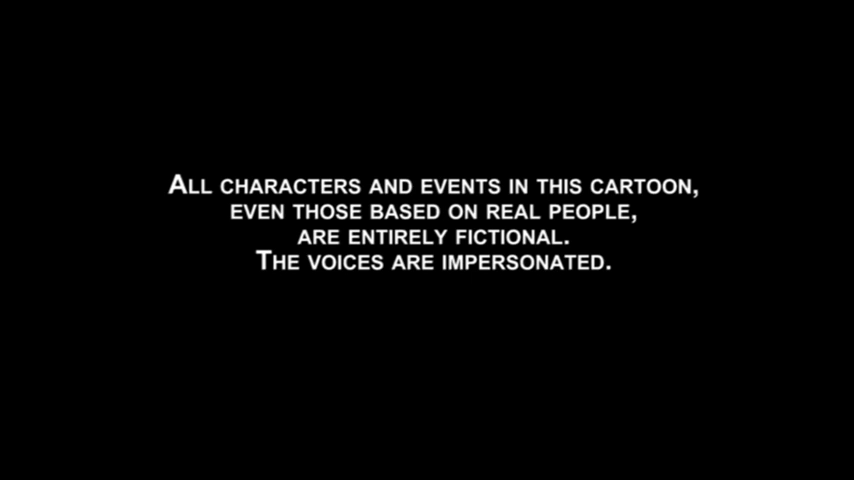 ALL CHARACTERS AND EVENTS IN THIS CARTOON,
EVEN THOSE BASED ON REAL PEOPLE,
ARE ENTIRELY FICTIONAL.
THE VOICES ARE IMPERSONATED.